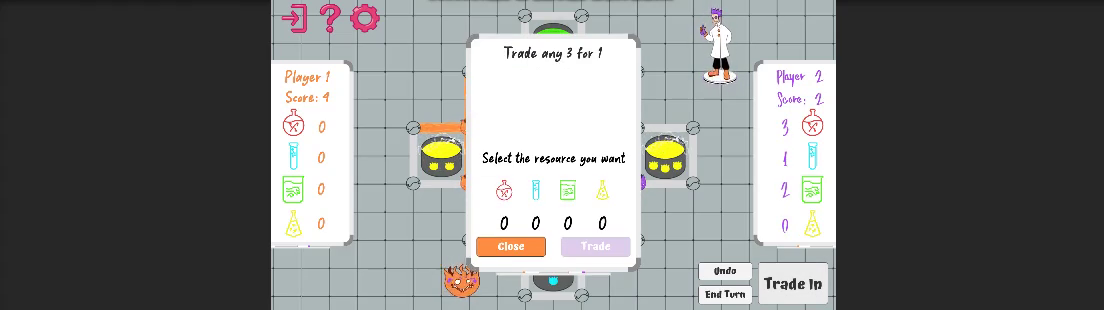 ?
Player 1
Score: 4
0
0
0
0
Trade any 3 for 1
Select the resource you want
0 0 0 0
Close Trade
Player 2
Score: 2
3
1
2
0
Undo
End Turn
Trade In